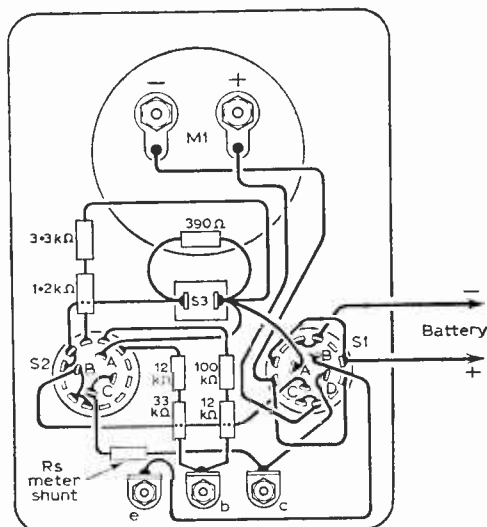 − +
M1
390Ω
3•3kΩ
1•2kΩ
S3
−
S1
Battery
+
S2
A
B
C
B
A
C
D
12 kΩ
100 kΩ
33 kΩ
12 kΩ
Rs
meter
shunt
e
b
c